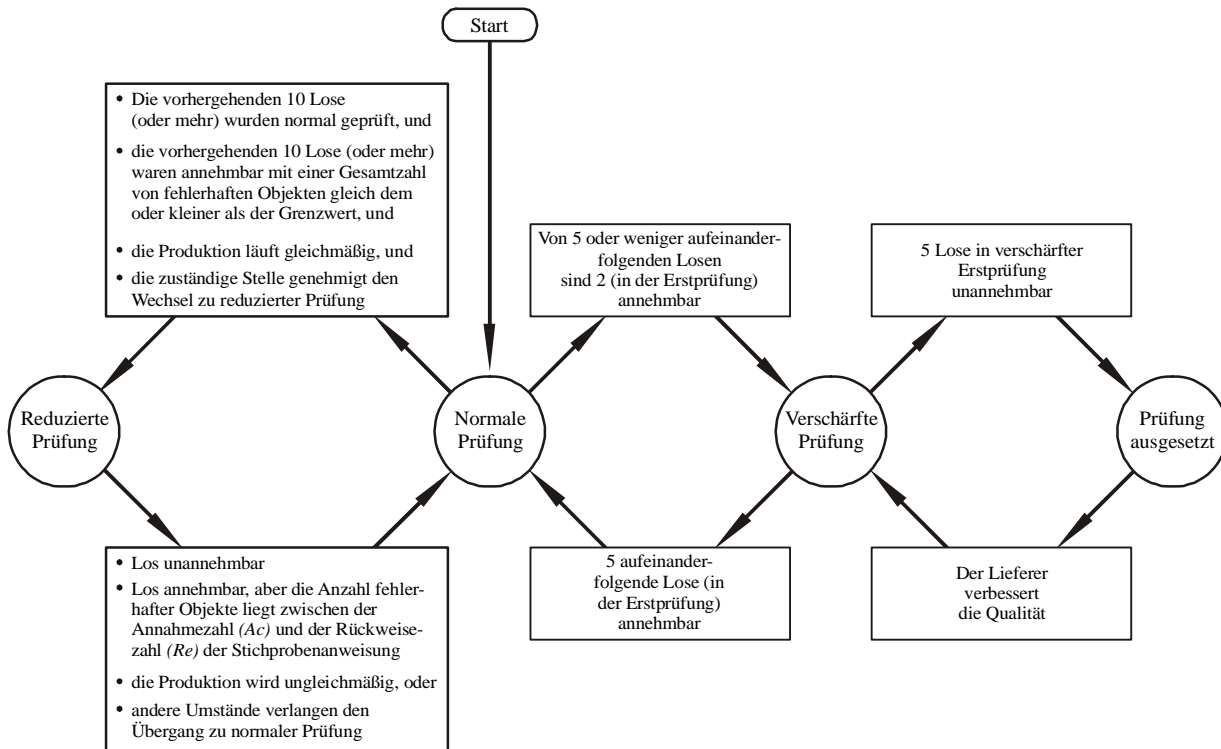 Start
• Die vorhergehenden 10 Lose
(oder mehr) wurden normal geprüft, und
• die vorhergehenden 10 Lose (oder mehr)
waren annehmbar mit einer Gesamtzahl
von fehlerhaften Objekten gleich dem
oder kleiner als der Grenzwert, und
• die Produktion läuft gleichmäßig, und
• die zuständige Stelle genehmigt den
Wechsel zu reduzierter Prüfung
Von 5 oder weniger aufeinander-
folgenden Losen
sind 2 (in der Erstprüfung)
annehmbar
5 Lose in verschärfter
Erstprüfung
unannehmbar
Reduzierte
Prüfung
Normale
Prüfung
Verschärfte
Prüfung
Prüfung
ausgesetzt
• Los unannehmbar
• Los annehmbar, aber die Anzahl fehler-
hafter Objekte liegt zwischen der
Annahmezahl (Ac) und der Rückweise-
zahl (Re) der Stichprobenanweisung
• die Produktion wird ungleichmäßig, oder
• andere Umstände verlangen den
Übergang zu normaler Prüfung
5 aufeinander-
folgende Lose (in
der Erstprüfung)
annehmbar
Der Lieferer
verbessert
die Qualität